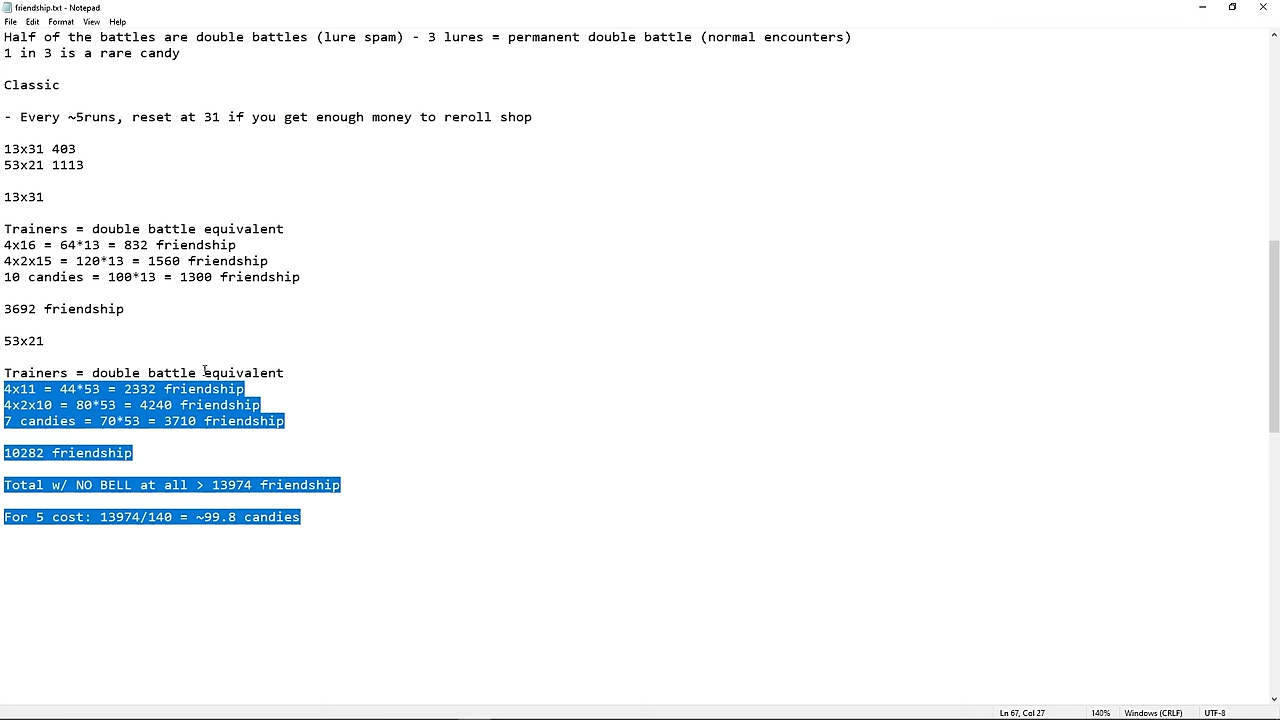 friendship.txt - Notepad
File Edit Format View Help
Half of the battles are double battles (lure spam) - 3 lures = permanent double battle (normal encounters)
1 in 3 is a rare candy
Classic
- Every ~5runs, reset at 31 if you get enough money to reroll shop
13x31 403
53x21 1113
13x31
Trainers = double battle equivalent
4x16 = 64*13 = 832 friendship
4x2x15 = 120*13 = 1560 friendship
10 candies = 100*13 = 1300 friendship
3692 friendship
53x21
Trainers = double battle equivalent
4x11 = 44*53 = 2332 friendship
4x2x10 = 80*53 = 4240 friendship
7 candies = 70*53 = 3710 friendship
10282 friendship
Total w/ NO BELL at all > 13974 friendship
For 5 cost: 13974/140 = ~99.8 candies
Ln 67, Col 27 140% Windows (CRLF) UTF-8